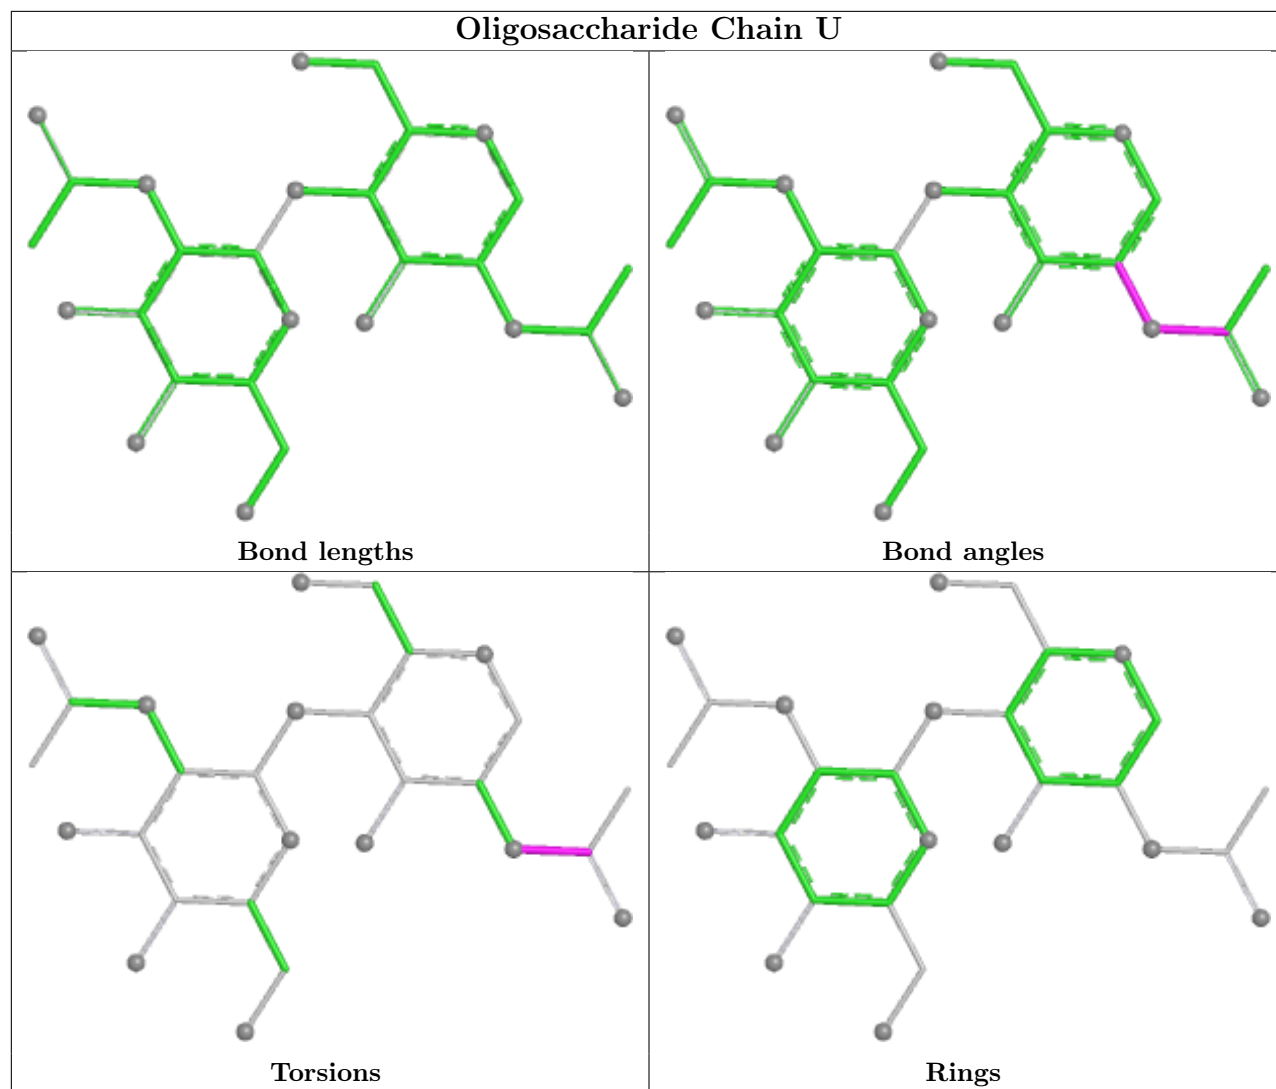 Oligosaccharide Chain U
Bond lengths
Bond angles
Torsions
Rings